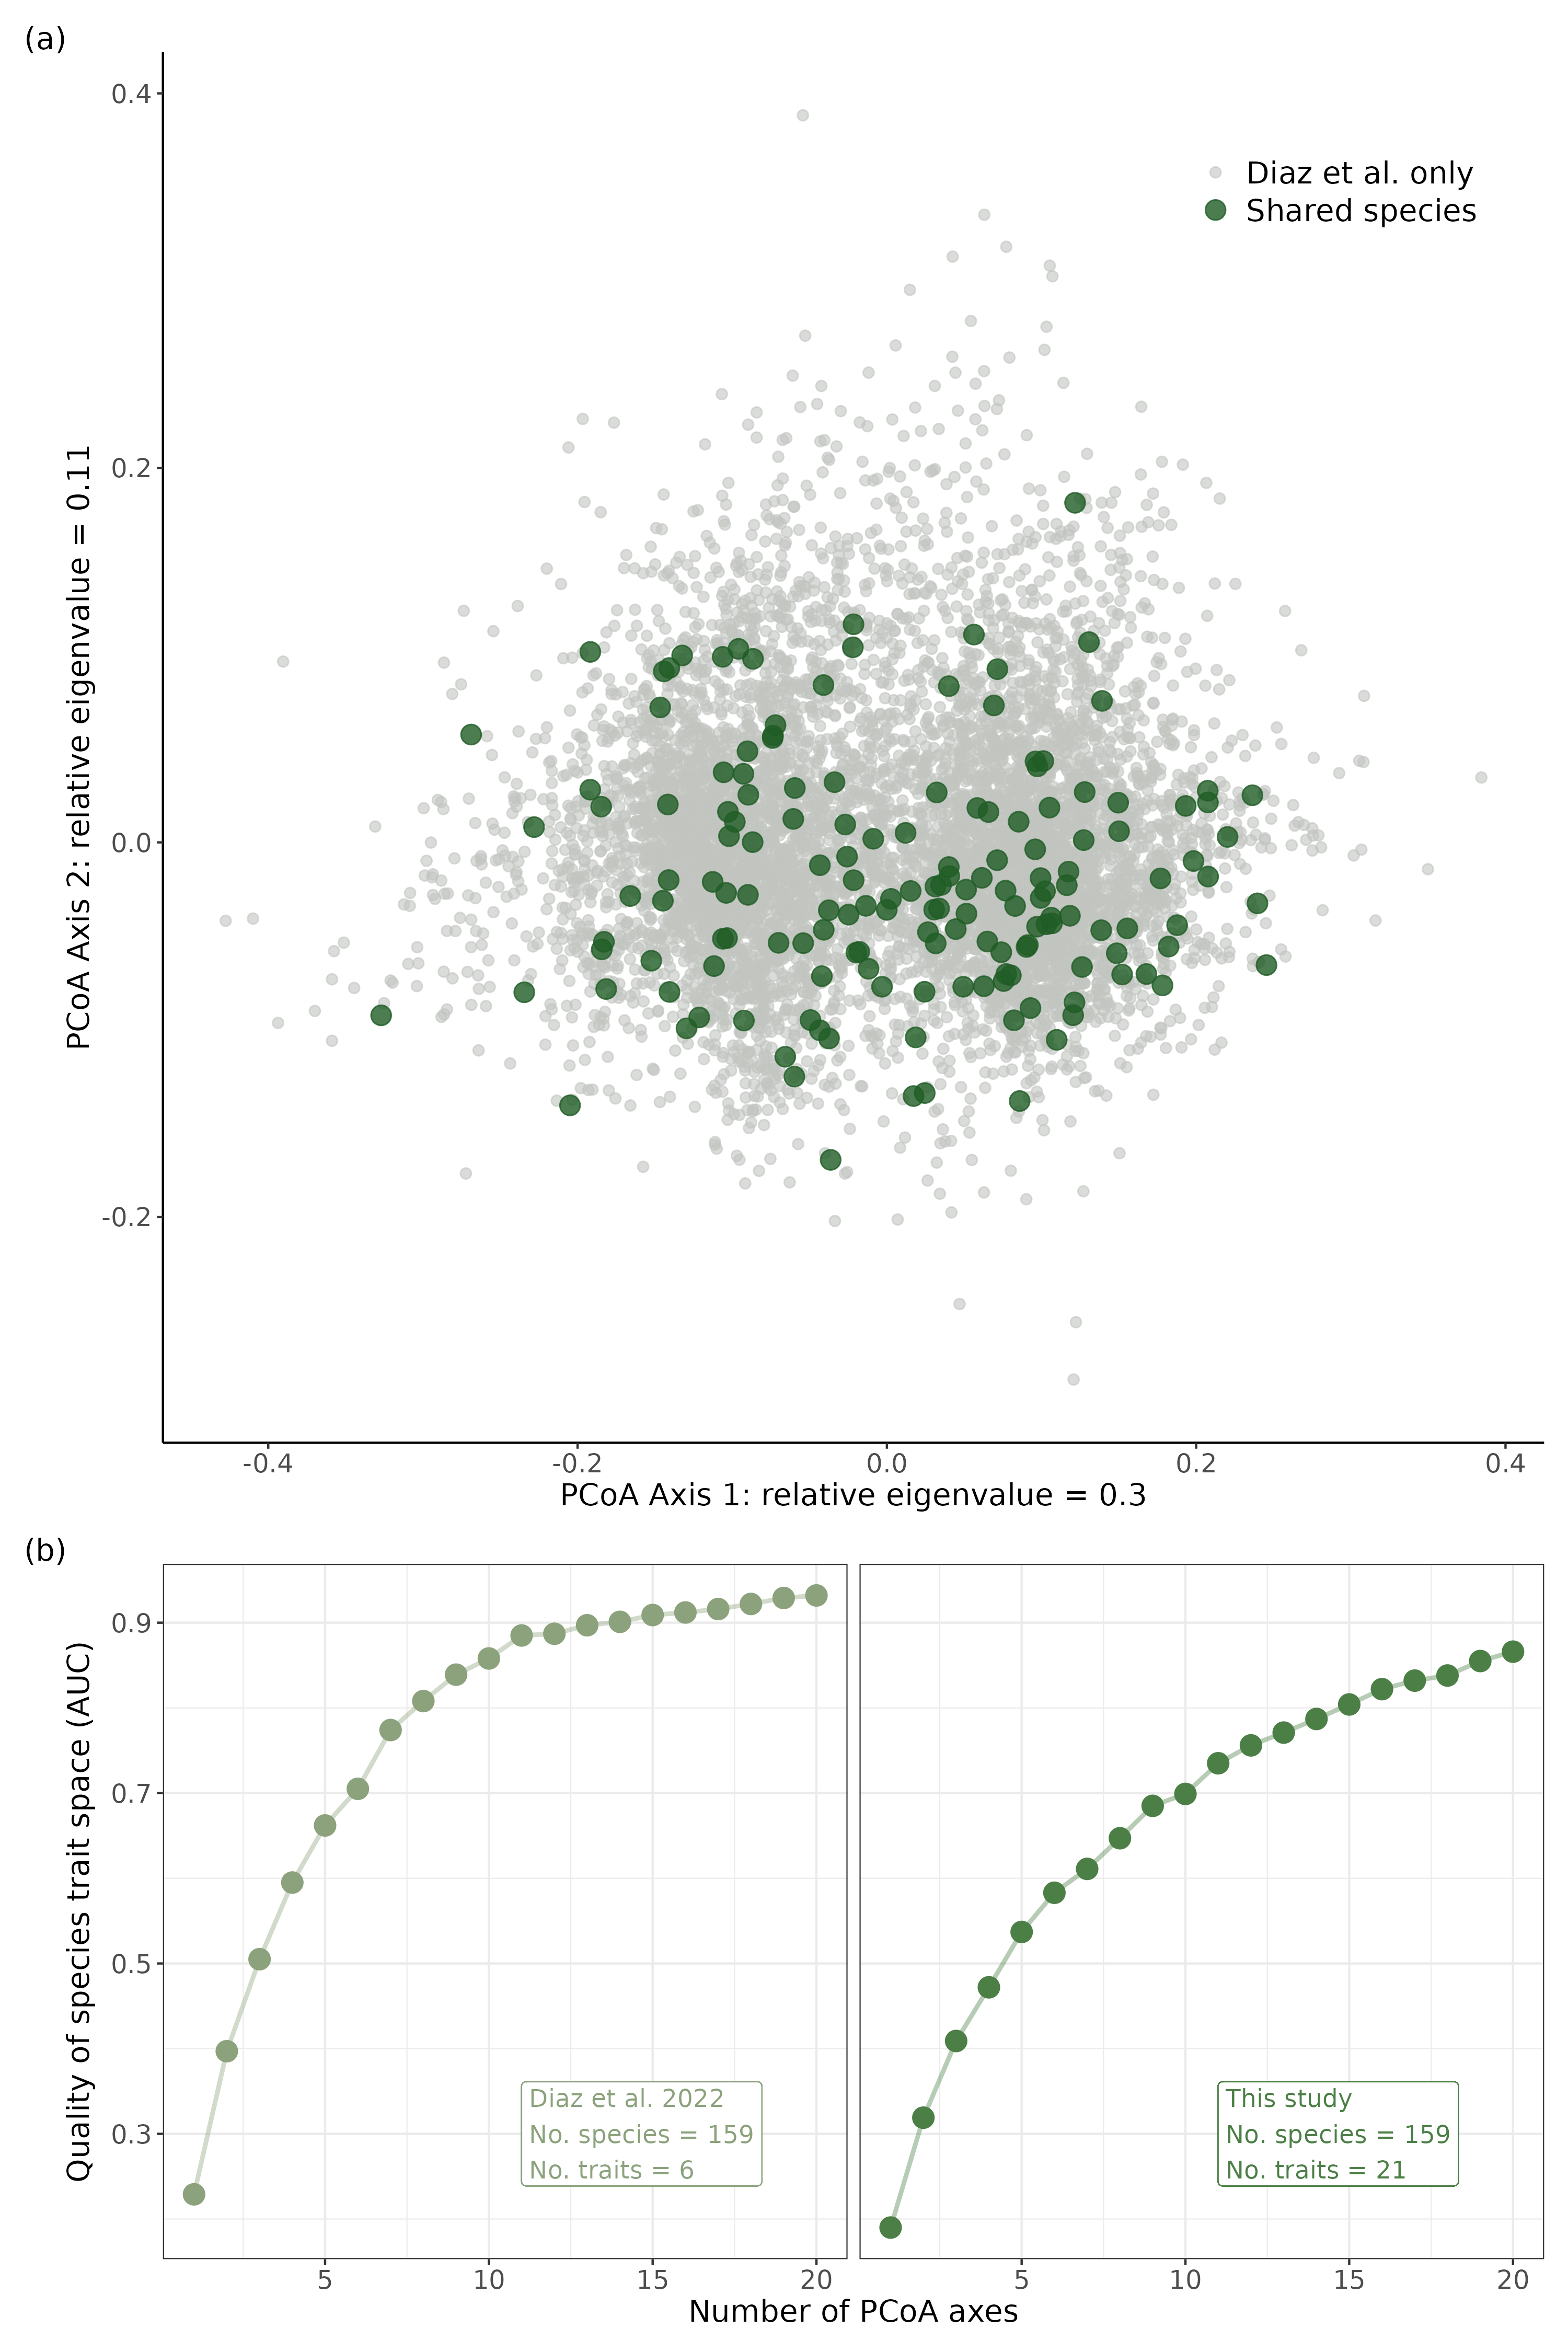 (a)
0.4
0.2
0.0
-0.2
PCoA Axis 2: relative eigenvalue = 0.11
Diaz et al. only
Shared species
-0.4 -0.2 0.0 0.2 0.4
PCoA Axis 1: relative eigenvalue = 0.3
(b)
0.9
0.7
0.5
0.3
Quality of species trait space (AUC)
Diaz et al. 2022
No. species = 159
No. traits = 6
This study
No. species = 159
No. traits = 21
5 10 15 20 5 10 15 20
Number of PCoA axes